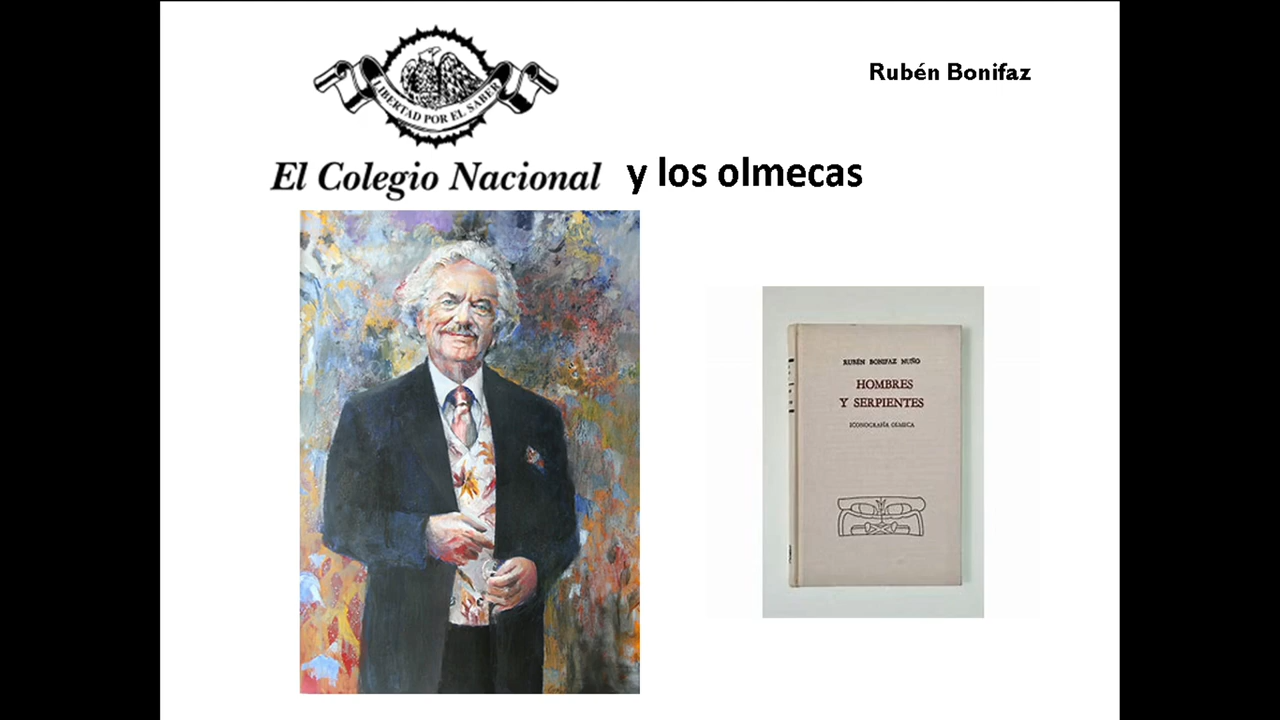 LIBERTAD POR EL SABER
Rubén Bonifaz
El Colegio Nacional y los olmecas
RUBÉN BONIFAZ NUÑO
HOMBRES
Y SERPIENTES
ICONOGRAFÍA OLMECA